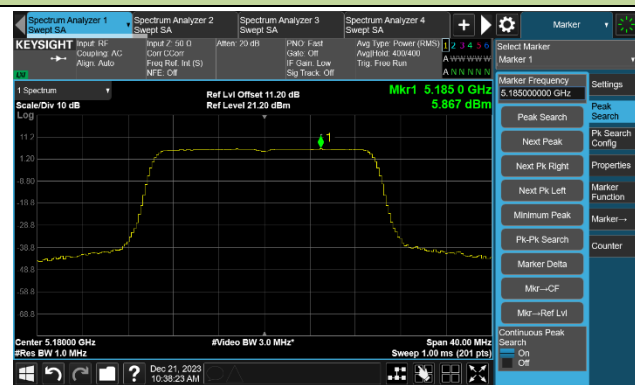 Spectrum Analyzer 1
Swept SA
Spectrum Analyzer 2
Swept SA
Spectrum Analyzer 3
Swept SA
Spectrum Analyzer 4
Swept SA
Marker
KEYSIGHT
Input: RF
Coupling: AC
Align: Auto
Input Z: 50 Ω
Corr CCorr
Freq Ref: Int (S)
NFE: Off
Atten: 20 dB
PNO: Fast
Gate: Off
IF Gain: Low
Sig Track: Off
Avg Type: Power (RMS)
Avg|Hold: 400/400
Trig: Free Run
1 2 3 4 5 6
A W W W W W
A N N N N N
LXI
Select Marker
Marker 1
1 Spectrum
Scale/Div 10 dB
Log
Ref Lvl Offset 11.20 dB
Ref Level 21.20 dBm
Mkr1 5.185 0 GHz
5.867 dBm
11.2
1.20
-8.80
-18.8
-28.8
-48.8
-58.8
-68.8
1
Center 5.18000 GHz
#Res BW 1.0 MHz
#Video BW 3.0 MHz*
Span 40.00 MHz
Sweep 1.00 ms (201 pts)
Marker Frequency
5.185000000 GHz
Peak Search
Next Peak
Next Pk Right
Next Pk Left
Minimum Peak
Pk-Pk Search
Marker Delta
Mkr→CF
Mkr→Ref Lvl
Continuous Peak
Search
On
Off
Settings
Peak
Search
Pk Search
Config
Properties
Marker
Function
Marker→
Counter
Dec 21, 2023
10:38:23 AM